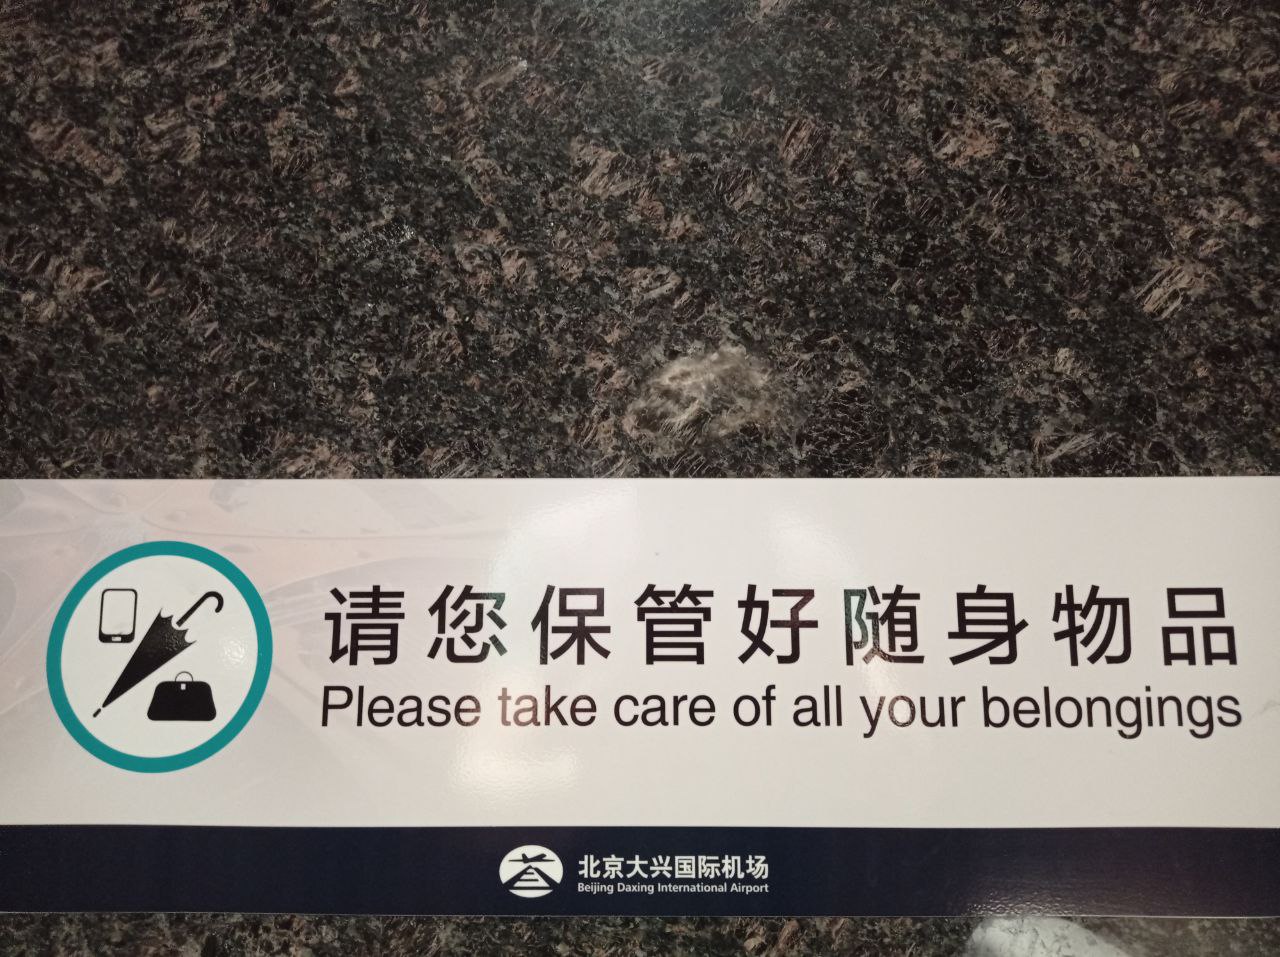 请您保管好随身物品
Please take care of all your belongings
北京大兴国际机场
Beijing Daxing International Airport